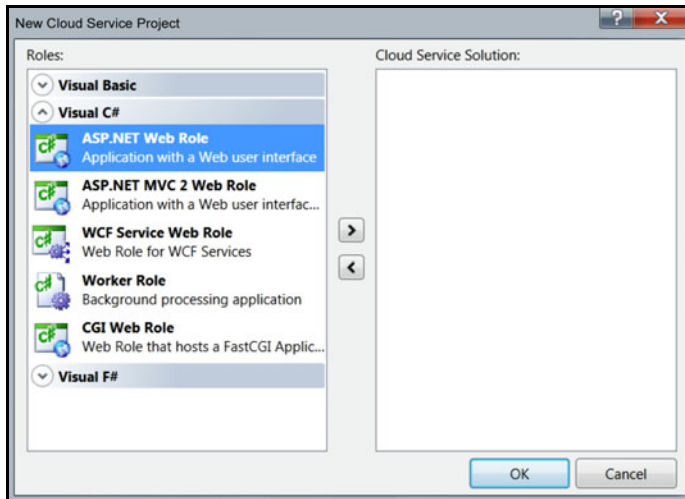 New Cloud Service Project
Roles:
Cloud Service Solution:
Visual Basic
Visual C#
ASP.NET Web Role
Application with a Web user interface
ASP.NET MVC 2 Web Role
Application with a Web user interfac...
WCF Service Web Role
Web Role for WCF Services
Worker Role
Background processing application
CGI Web Role
Web Role that hosts a FastCGI Applic...
Visual F#
OK
Cancel